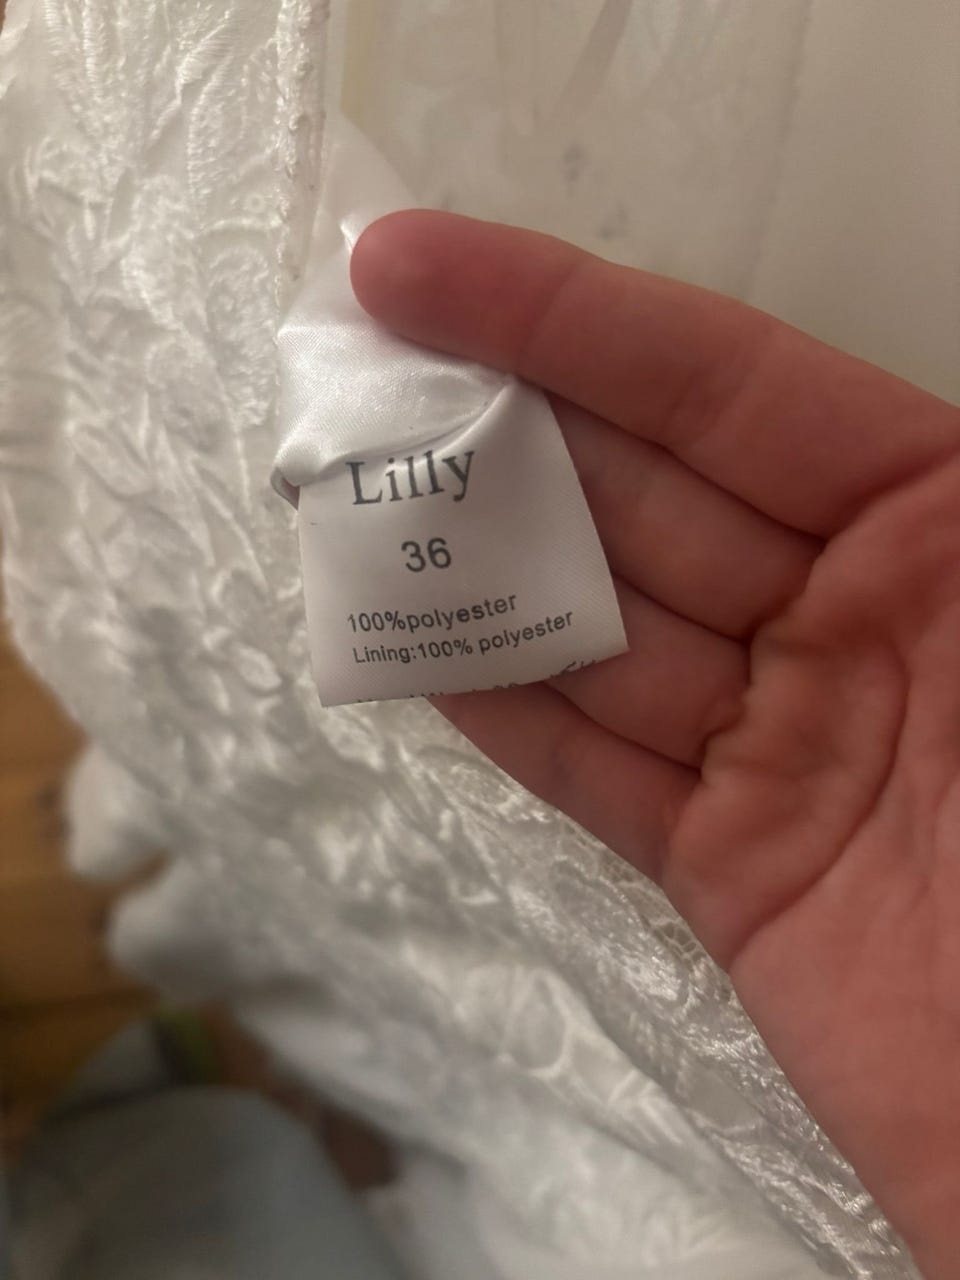 Lilly
36
100%polyester
Lining:100% polyester